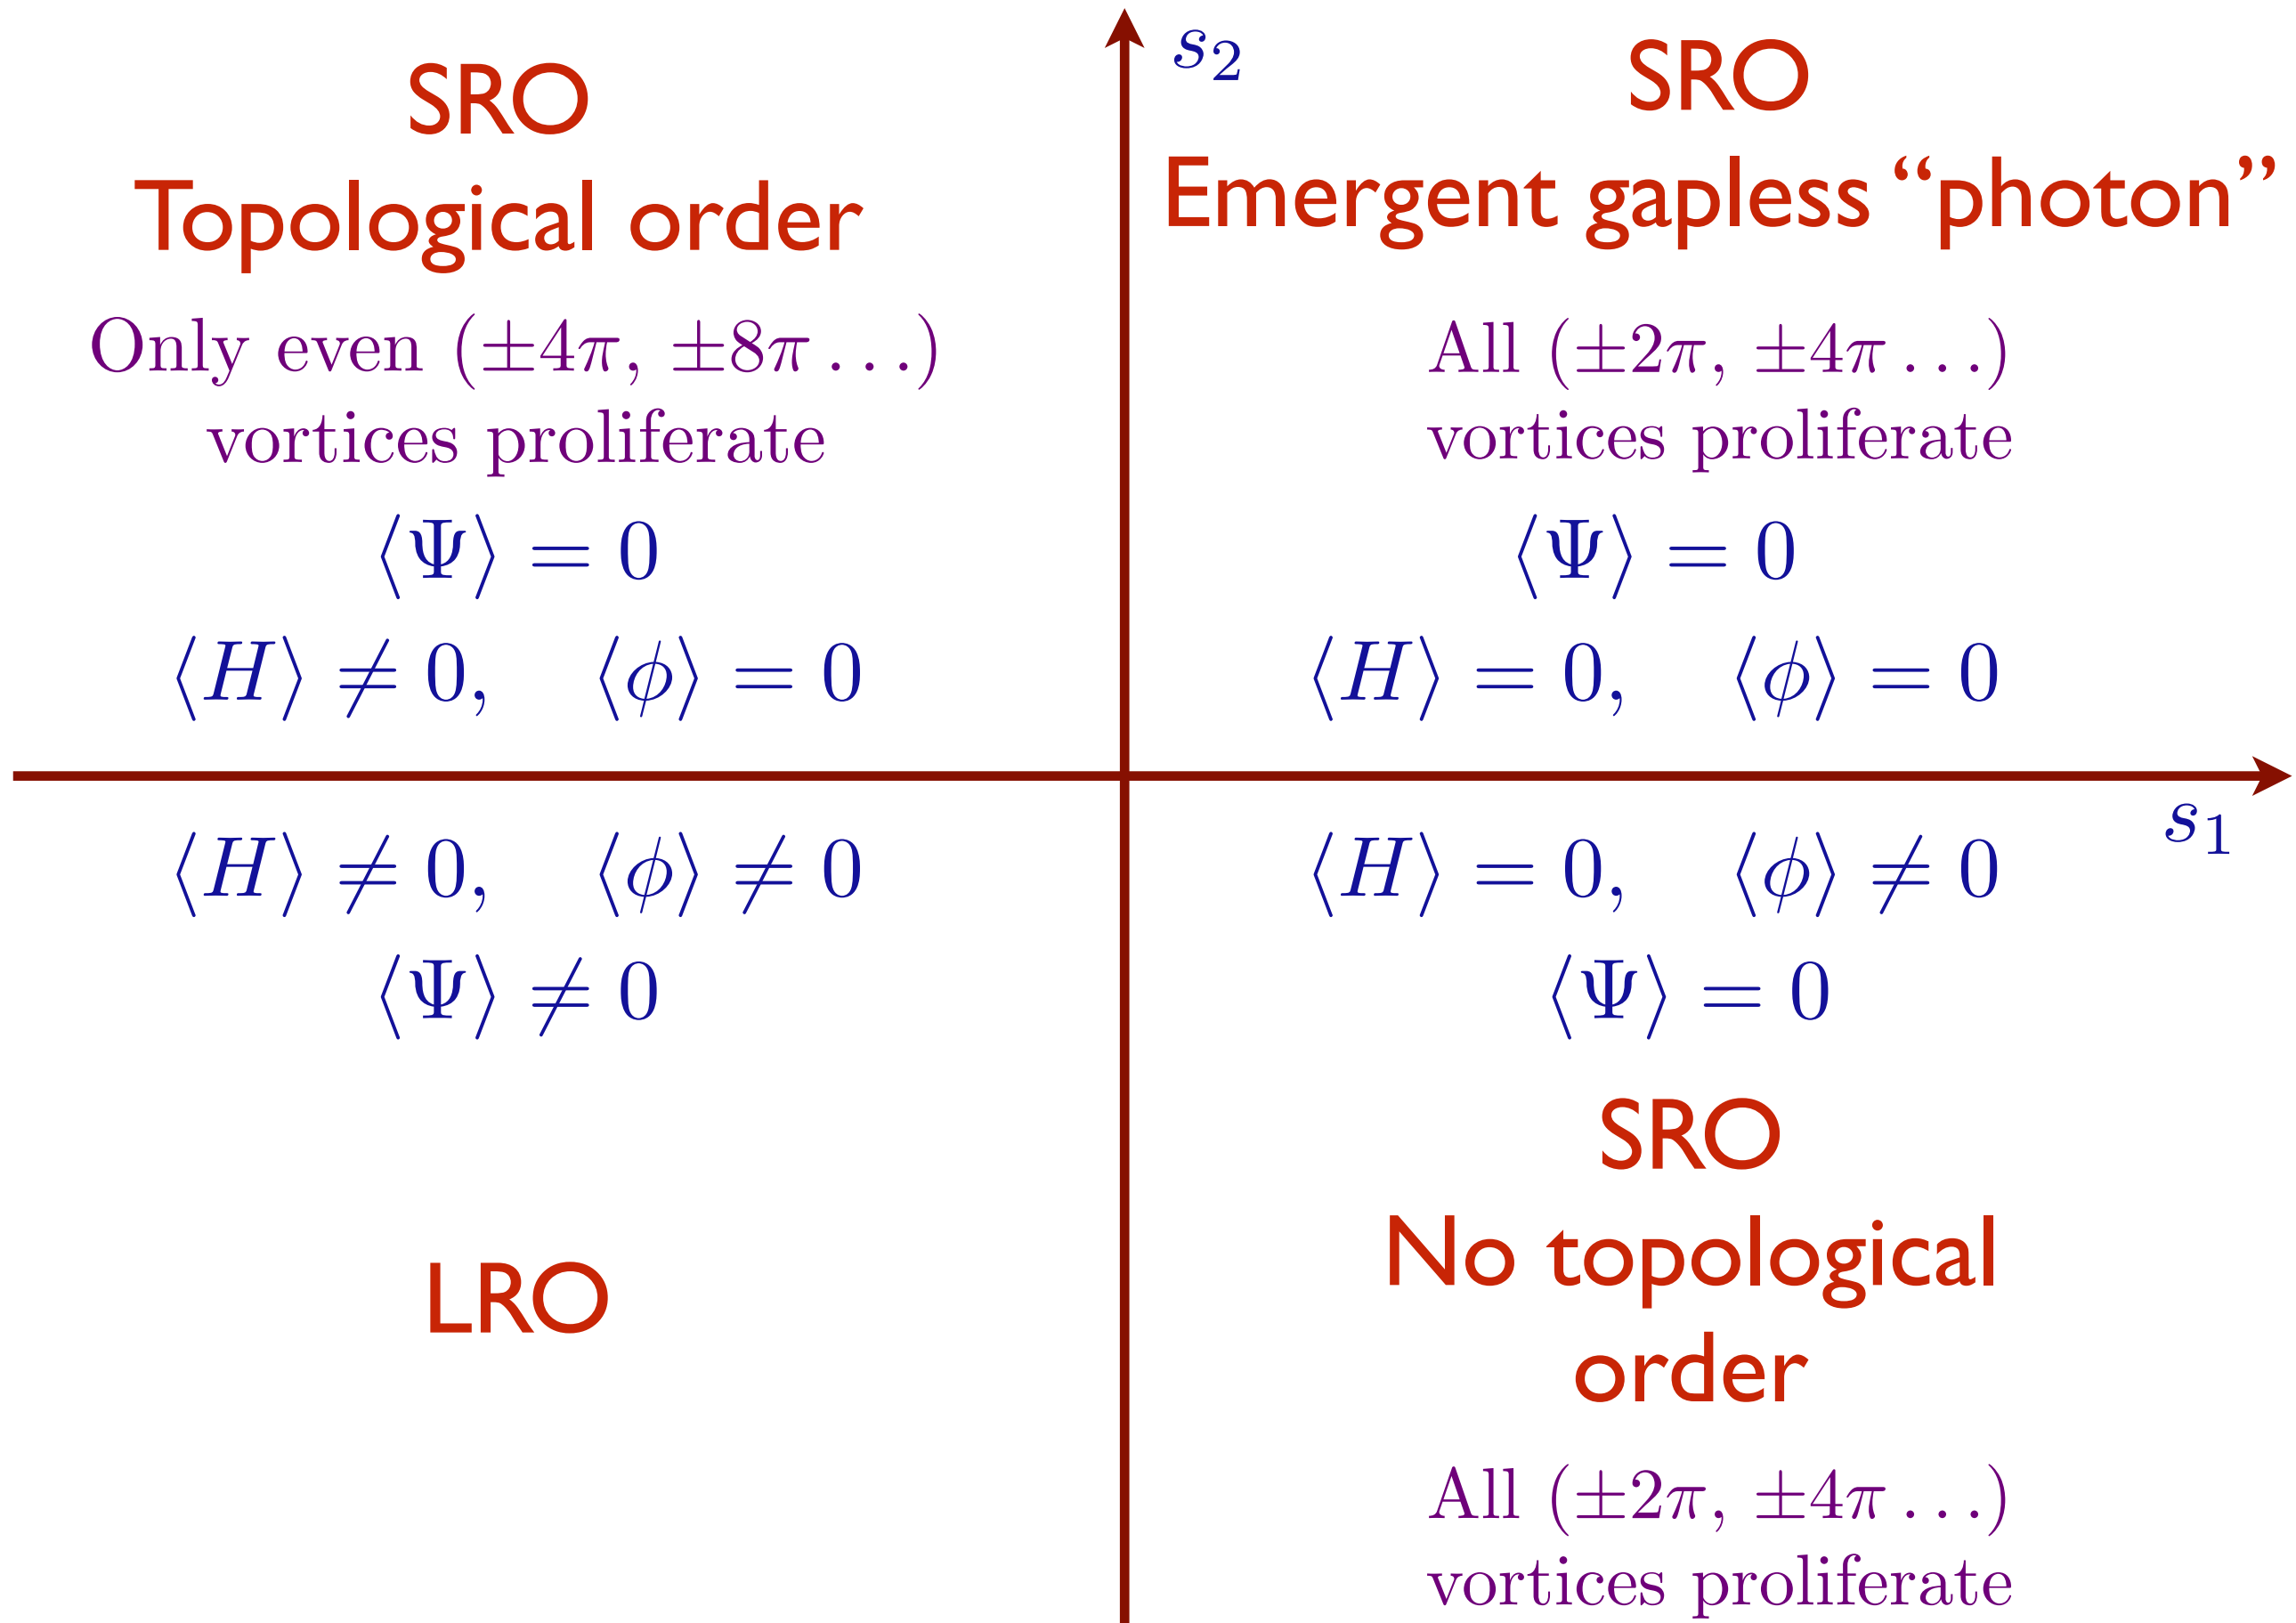 SRO
Topological order
Only even (±4π, ±8π . . .)
vortices proliferate
⟨Ψ⟩ = 0
⟨H⟩ ≠ 0, ⟨ϕ⟩ = 0
s₂
SRO
Emergent gapless “photon”
All (±2π, ±4π . . .)
vortices proliferate
⟨Ψ⟩ = 0
⟨H⟩ = 0, ⟨ϕ⟩ = 0
s₁
⟨H⟩ ≠ 0, ⟨ϕ⟩ ≠ 0
⟨Ψ⟩ ≠ 0
LRO
⟨H⟩ = 0, ⟨ϕ⟩ ≠ 0
⟨Ψ⟩ = 0
SRO
No topological
order
All (±2π, ±4π . . .)
vortices proliferate